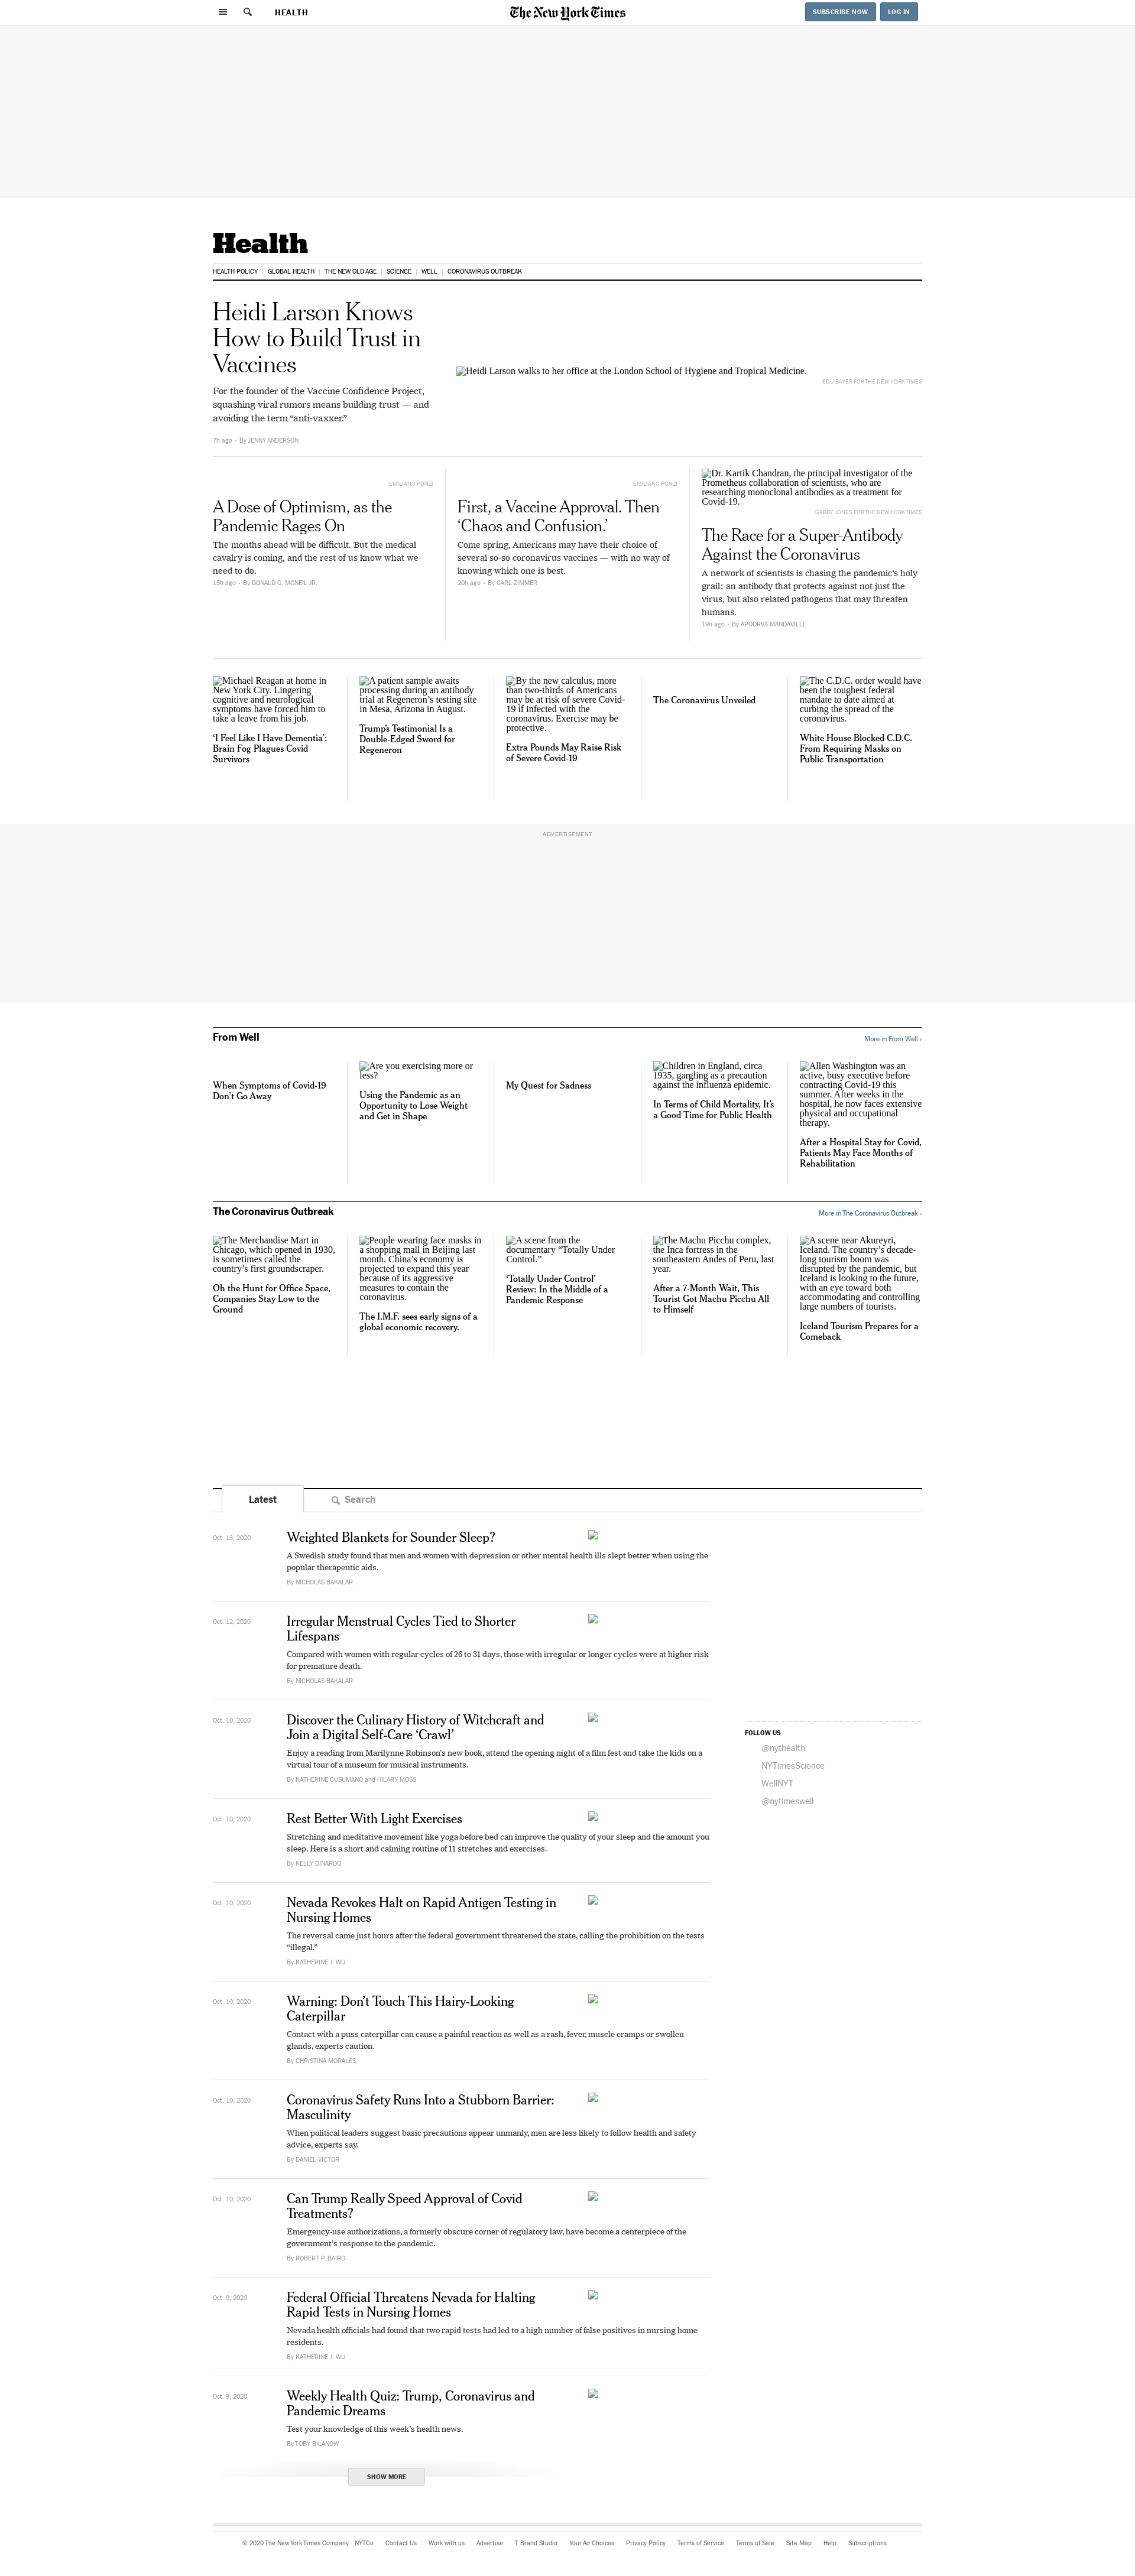 HEALTH
The New York Times
SUBSCRIBE NOW
LOG IN
Health
HEALTH POLICY
GLOBAL HEALTH
THE NEW OLD AGE
SCIENCE
WELL
CORONAVIRUS OUTBREAK
Heidi Larson Knows
How to Build Trust in
Vaccines
For the founder of the Vaccine Confidence Project,
squashing viral rumors means building trust — and
avoiding the term “anti-vaxxer.”
7h ago • By JENNY ANDERSON
Heidi Larson walks to her office at the London School of Hygiene and Tropical Medicine.
EDU BAYER FOR THE NEW YORK TIMES
EMILIANO PONZI
A Dose of Optimism, as the
Pandemic Rages On
The months ahead will be difficult. But the medical
cavalry is coming, and the rest of us know what we
need to do.
15h ago • By DONALD G. MCNEIL JR.
EMILIANO PONZI
First, a Vaccine Approval. Then
‘Chaos and Confusion.’
Come spring, Americans may have their choice of
several so-so coronavirus vaccines — with no way of
knowing which one is best.
20h ago • By CARL ZIMMER
Dr. Kartik Chandran, the principal investigator of the
Prometheus collaboration of scientists, who are
researching monoclonal antibodies as a treatment for
Covid-19.
GABBY JONES FOR THE NEW YORK TIMES
The Race for a Super-Antibody
Against the Coronavirus
A network of scientists is chasing the pandemic’s holy
grail: an antibody that protects against not just the
virus, but also related pathogens that may threaten
humans.
19h ago • By APOORVA MANDAVILLI
Michael Reagan at home in
New York City. Lingering
cognitive and neurological
symptoms have forced him to
take a leave from his job.
‘I Feel Like I Have Dementia’:
Brain Fog Plagues Covid
Survivors
A patient sample awaits
processing during an antibody
trial at Regeneron’s testing site
in Mesa, Arizona in August.
Trump’s Testimonial Is a
Double-Edged Sword for
Regeneron
By the new calculus, more
than two-thirds of Americans
may be at risk of severe Covid-
19 if infected with the
coronavirus. Exercise may be
protective.
Extra Pounds May Raise Risk
of Severe Covid-19
The Coronavirus Unveiled
The C.D.C. order would have
been the toughest federal
mandate to date aimed at
curbing the spread of the
coronavirus.
White House Blocked C.D.C.
From Requiring Masks on
Public Transportation
ADVERTISEMENT
From Well
More in From Well ›
When Symptoms of Covid-19
Don’t Go Away
Are you exercising more or
less?
Using the Pandemic as an
Opportunity to Lose Weight
and Get in Shape
My Quest for Sadness
Children in England, circa
1935, gargling as a precaution
against the influenza epidemic.
In Terms of Child Mortality, It’s
a Good Time for Public Health
Allen Washington was an
active, busy executive before
contracting Covid-19 this
summer. After weeks in the
hospital, he now faces extensive
physical and occupational
therapy.
After a Hospital Stay for Covid,
Patients May Face Months of
Rehabilitation
The Coronavirus Outbreak
More in The Coronavirus Outbreak ›
The Merchandise Mart in
Chicago, which opened in 1930,
is sometimes called the
country’s first groundscraper.
Oh the Hunt for Office Space,
Companies Stay Low to the
Ground
People wearing face masks in
a shopping mall in Beijing last
month. China’s economy is
projected to expand this year
because of its aggressive
measures to contain the
coronavirus.
The I.M.F. sees early signs of a
global economic recovery.
A scene from the
documentary “Totally Under
Control.”
‘Totally Under Control’
Review: In the Middle of a
Pandemic Response
The Machu Picchu complex,
the Inca fortress in the
southeastern Andes of Peru, last
year.
After a 7-Month Wait, This
Tourist Got Machu Picchu All
to Himself
A scene near Akureyri,
Iceland. The country’s decade-
long tourism boom was
disrupted by the pandemic, but
Iceland is looking to the future,
with an eye toward both
accommodating and controlling
large numbers of tourists.
Iceland Tourism Prepares for a
Comeback
Latest
Search
Oct. 13, 2020
Weighted Blankets for Sounder Sleep?
A Swedish study found that men and women with depression or other mental health ills slept better when using the
popular therapeutic aids.
By NICHOLAS BAKALAR
Oct. 12, 2020
Irregular Menstrual Cycles Tied to Shorter
Lifespans
Compared with women with regular cycles of 26 to 31 days, those with irregular or longer cycles were at higher risk
for premature death.
By NICHOLAS BAKALAR
Oct. 10, 2020
Discover the Culinary History of Witchcraft and
Join a Digital Self-Care ‘Crawl’
Enjoy a reading from Marilynne Robinson’s new book, attend the opening night of a film fest and take the kids on a
virtual tour of a museum for musical instruments.
By KATHERINE CUSUMANO and HILARY MOSS
Oct. 10, 2020
Rest Better With Light Exercises
Stretching and meditative movement like yoga before bed can improve the quality of your sleep and the amount you
sleep. Here is a short and calming routine of 11 stretches and exercises.
By KELLY DINARDO
Oct. 10, 2020
Nevada Revokes Halt on Rapid Antigen Testing in
Nursing Homes
The reversal came just hours after the federal government threatened the state, calling the prohibition on the tests
“illegal.”
By KATHERINE J. WU
Oct. 10, 2020
Warning: Don’t Touch This Hairy-Looking
Caterpillar
Contact with a puss caterpillar can cause a painful reaction as well as a rash, fever, muscle cramps or swollen
glands, experts caution.
By CHRISTINA MORALES
Oct. 10, 2020
Coronavirus Safety Runs Into a Stubborn Barrier:
Masculinity
When political leaders suggest basic precautions appear unmanly, men are less likely to follow health and safety
advice, experts say.
By DANIEL VICTOR
Oct. 10, 2020
Can Trump Really Speed Approval of Covid
Treatments?
Emergency-use authorizations, a formerly obscure corner of regulatory law, have become a centerpiece of the
government’s response to the pandemic.
By ROBERT P. BAIRD
Oct. 9, 2020
Federal Official Threatens Nevada for Halting
Rapid Tests in Nursing Homes
Nevada health officials had found that two rapid tests had led to a high number of false positives in nursing home
residents.
By KATHERINE J. WU
Oct. 9, 2020
Weekly Health Quiz: Trump, Coronavirus and
Pandemic Dreams
Test your knowledge of this week’s health news.
By TOBY BILANOW
SHOW MORE
FOLLOW US
@nythealth
NYTimesScience
WellNYT
@nytimeswell
© 2020 The New York Times Company NYTCo Contact Us Work with us Advertise T Brand Studio Your Ad Choices Privacy Policy Terms of Service Terms of Sale Site Map Help Subscriptions